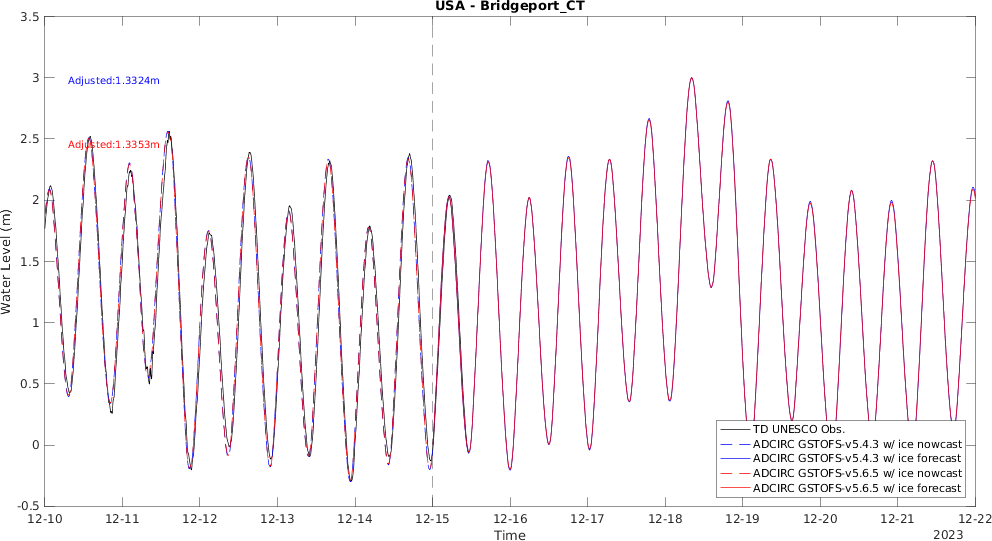 USA - Bridgeport_CT
3.5
3
2.5
2
1.5
1
0.5
0
-0.5
Water Level (m)
Adjusted:1.3324m
Adjusted:1.3353m
TD UNESCO Obs.
ADCIRC GSTOFS-v5.4.3 w/ ice nowcast
ADCIRC GSTOFS-v5.4.3 w/ ice forecast
ADCIRC GSTOFS-v5.6.5 w/ ice nowcast
ADCIRC GSTOFS-v5.6.5 w/ ice forecast
12-10 12-11 12-12 12-13 12-14 12-15 12-16 12-17 12-18 12-19 12-20 12-21 12-22
Time
2023